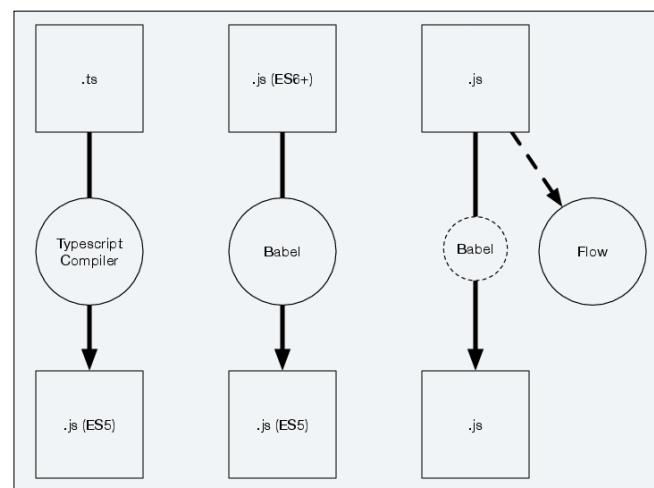 .ts
.js (ES6+)
.js
Typescript
Compiler
Babel
Babel
Flow
.js (ES5)
.js (ES5)
.js